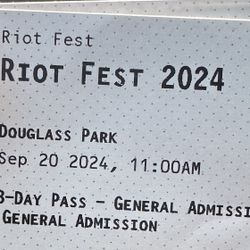 Riot Fest
RIOT FEST 2024
DOUGLASS PARK
Sep 20 2024, 11:00AM
3-DAY PASS – GENERAL ADMISSI
GENERAL ADMISSION